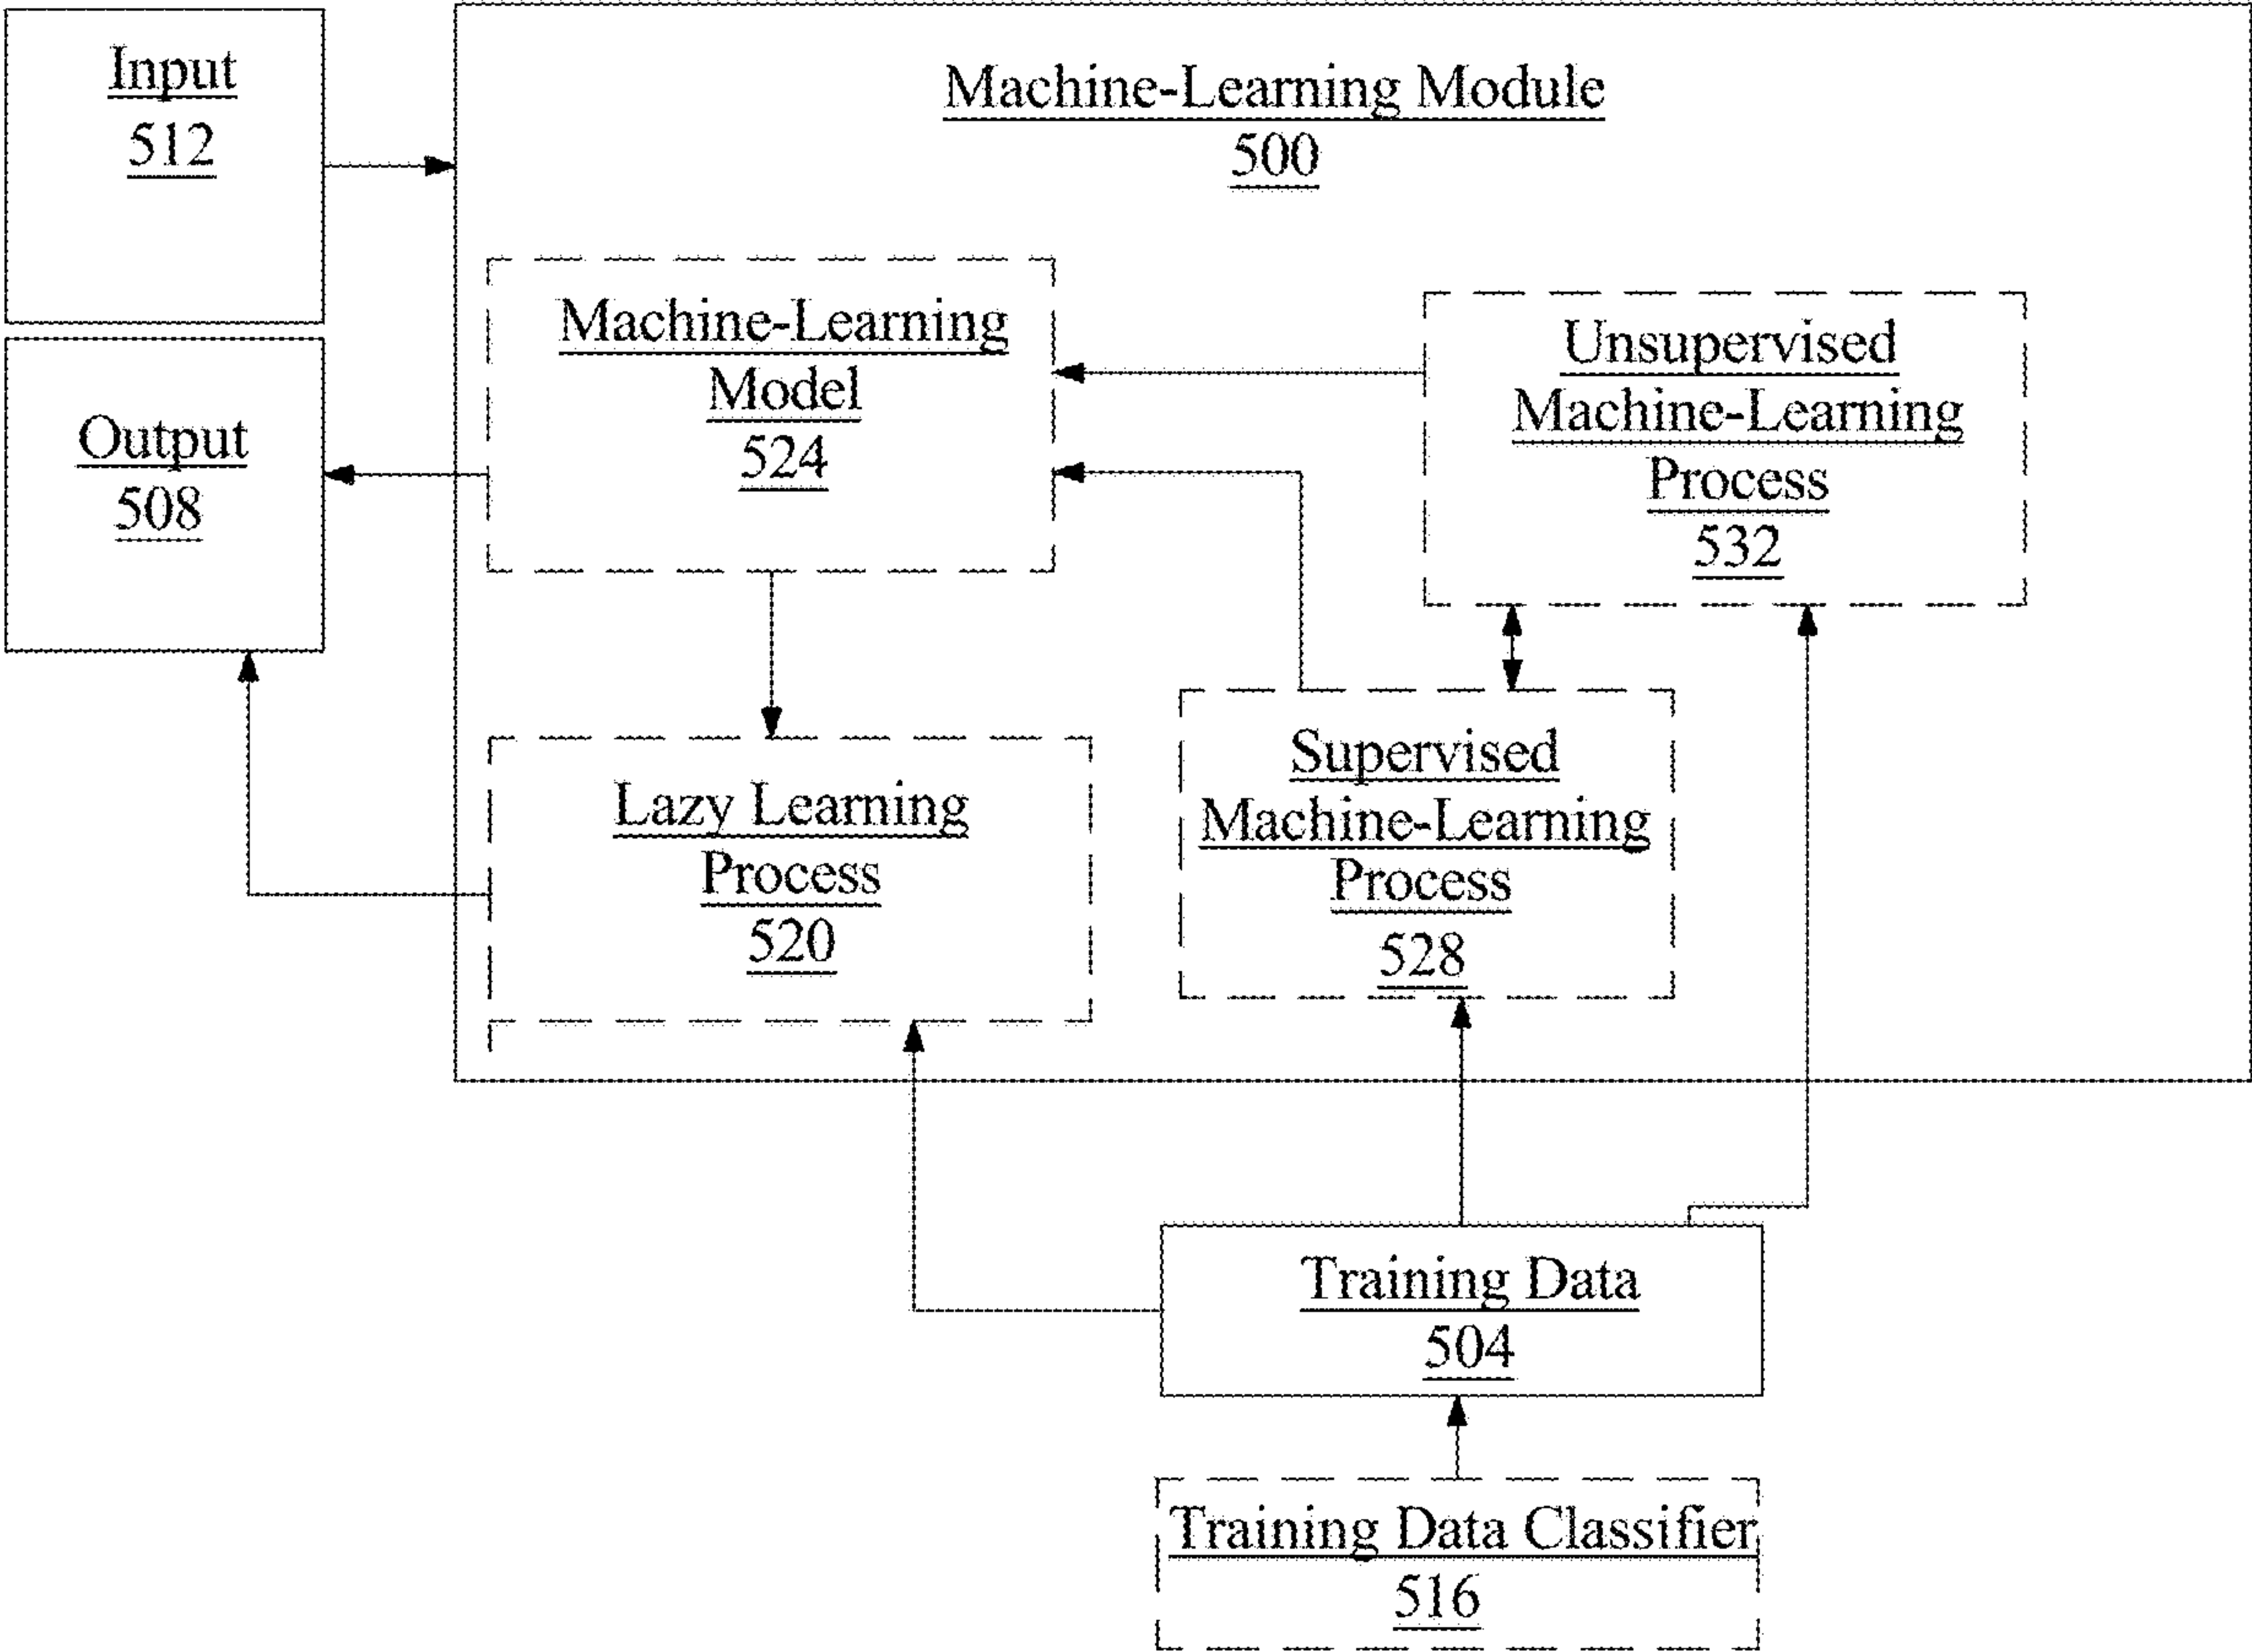 Input
512
Machine-Learning Module
500
Machine-Learning
Model
524
Unsupervised
Machine-Learning
Process
532
Output
508
Lazy Learning
Process
520
Supervised
Machine-Learning
Process
528
Training Data
504
Training Data Classifier
516